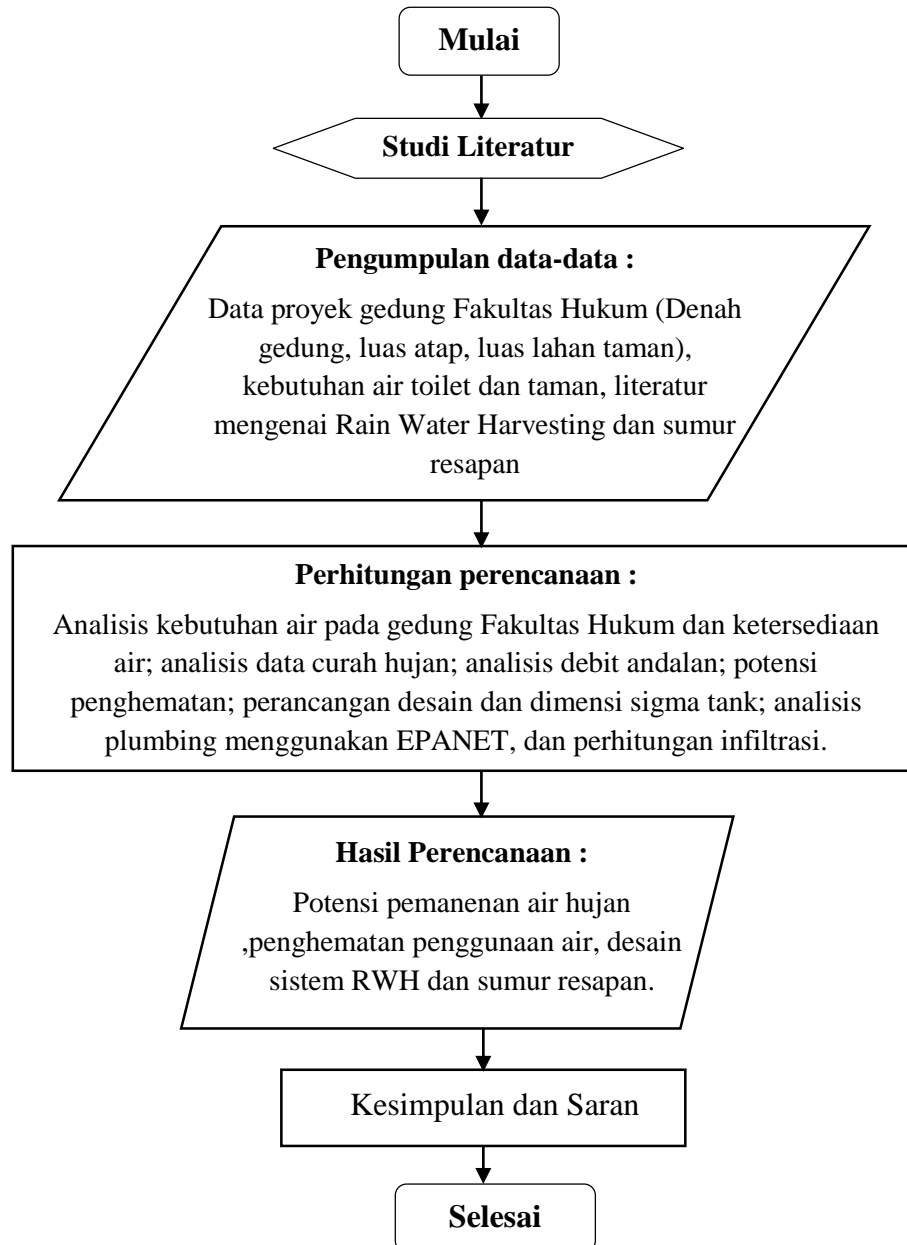 Mulai
Studi Literatur
Pengumpulan data-data :
Data proyek gedung Fakultas Hukum (Denah
gedung, luas atap, luas lahan taman),
kebutuhan air toilet dan taman, literatur
mengenai Rain Water Harvesting dan sumur
resapan
Perhitungan perencanaan :
Analisis kebutuhan air pada gedung Fakultas Hukum dan ketersediaan
air; analisis data curah hujan; analisis debit andalan; potensi
penghematan; perancangan desain dan dimensi sigma tank; analisis
plumbing menggunakan EPANET, dan perhitungan infiltrasi.
Hasil Perencanaan :
Potensi pemanenan air hujan
,penghematan penggunaan air, desain
sistem RWH dan sumur resapan.
Kesimpulan dan Saran
Selesai